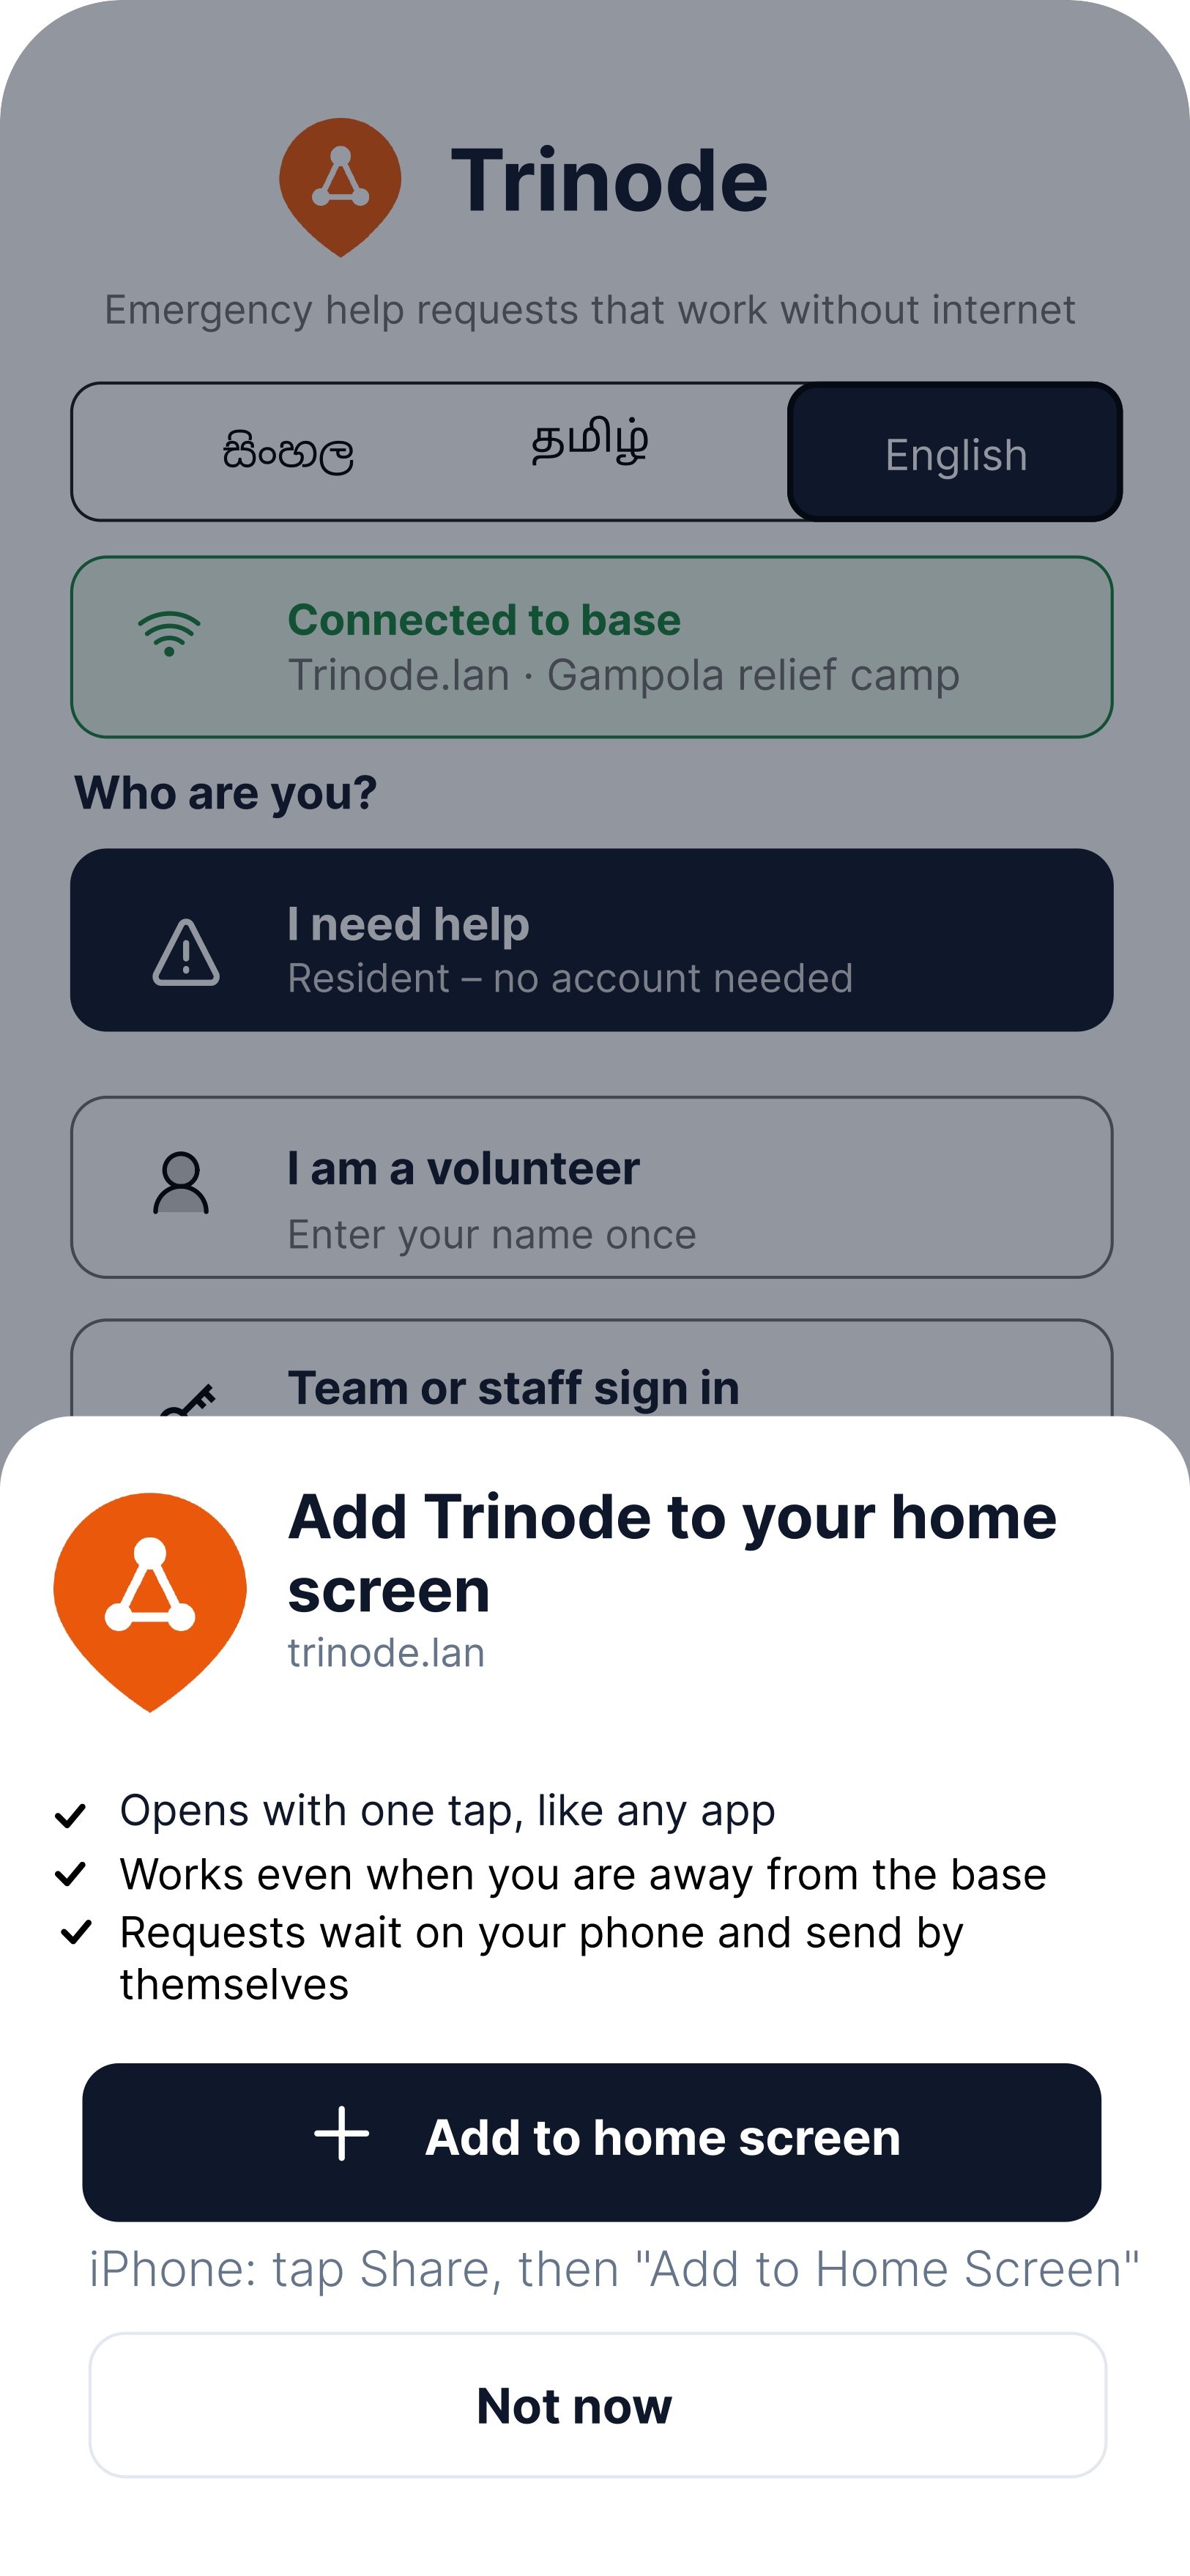 Trinode
Emergency help requests that work without internet
සිංහල
தமிழ்
English
Connected to base
Trinode.lan · Gampola relief camp
Who are you?
I need help
Resident – no account needed
I am a volunteer
Enter your name once
Team or staff sign in
Add Trinode to your home
screen
trinode.lan
Opens with one tap, like any app
Works even when you are away from the base
Requests wait on your phone and send by
themselves
Add to home screen
iPhone: tap Share, then "Add to Home Screen"
Not now